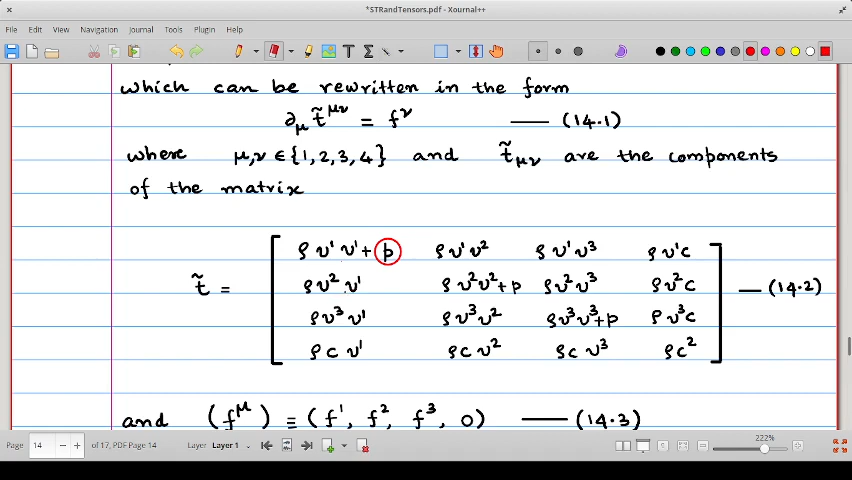 *STRandTensors.pdf - Xournal++
File Edit View Navigation Journal Tools Plugin Help
which can be rewritten in the form
∂_μ t̃^μν = f^ν —— (14.1)
where μ,ν ∈ {1,2,3,4} and t̃_μν are the components
of the matrix
ρv¹v¹+p ρv¹v² ρv¹v³ ρv¹c
t̃ = ρv²v¹ ρv²v²+p ρv²v³ ρv²c — (14.2)
ρv³v¹ ρv³v² ρv³v³+p ρv³c
ρcv¹ ρcv² ρcv³ ρc²
and (f^μ) ≡ (f¹, f², f³, 0) —— (14.3)
Page 14 of 17, PDF Page 14 Layer Layer 1 222%